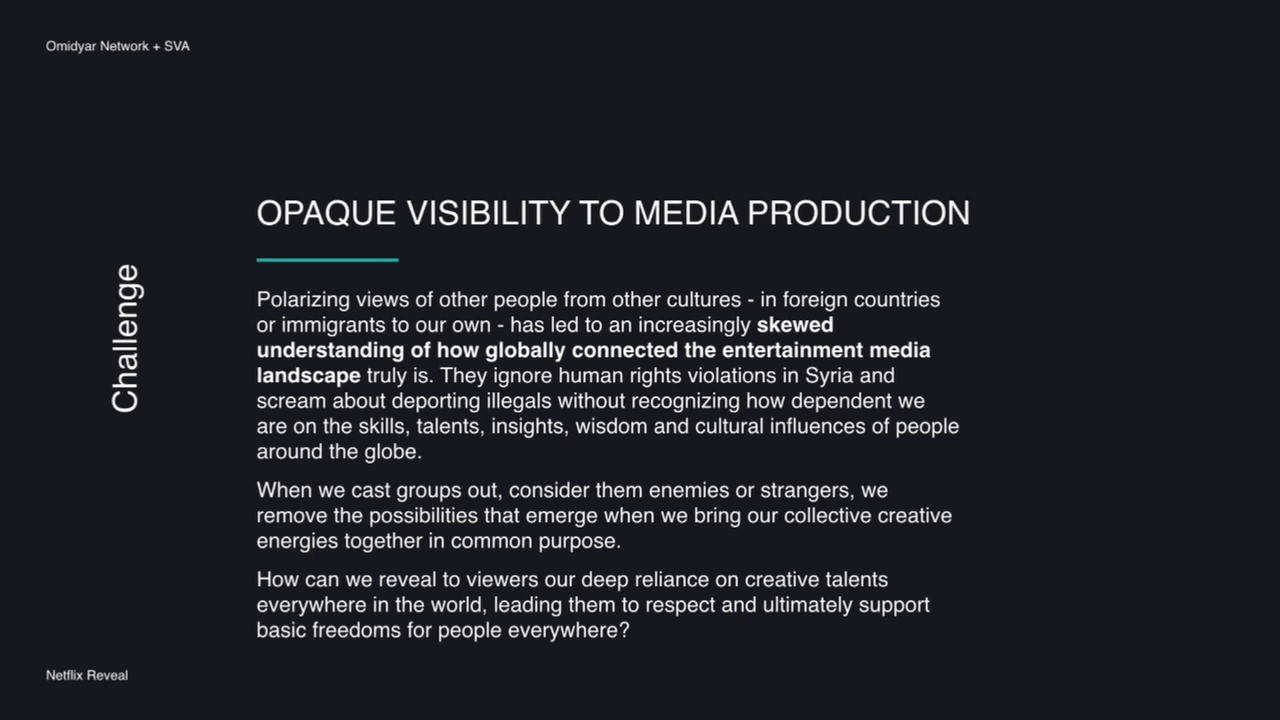 Omidyar Network + SVA
OPAQUE VISIBILITY TO MEDIA PRODUCTION
Challenge
Polarizing views of other people from other cultures - in foreign countries
or immigrants to our own - has led to an increasingly skewed
understanding of how globally connected the entertainment media
landscape truly is. They ignore human rights violations in Syria and
scream about deporting illegals without recognizing how dependent we
are on the skills, talents, insights, wisdom and cultural influences of people
around the globe.
When we cast groups out, consider them enemies or strangers, we
remove the possibilities that emerge when we bring our collective creative
energies together in common purpose.
How can we reveal to viewers our deep reliance on creative talents
everywhere in the world, leading them to respect and ultimately support
basic freedoms for people everywhere?
Netflix Reveal